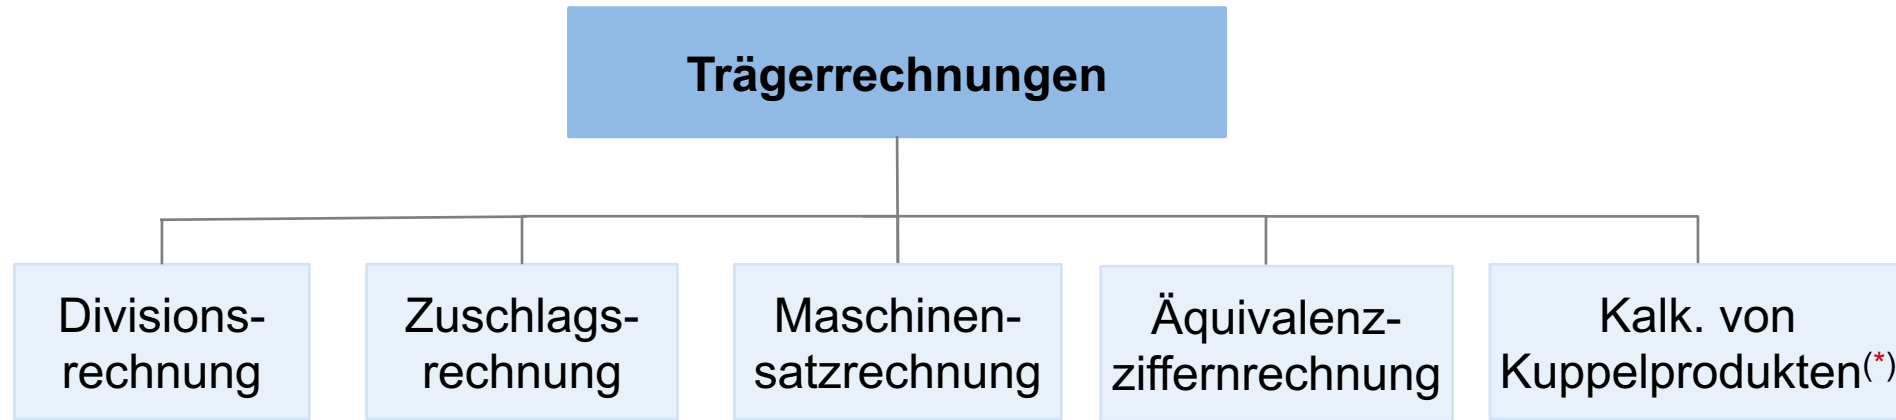 Trägerrechnungen
Divisions-
rechnung
Zuschlags-
rechnung
Maschinen-
satzrechnung
Äquivalenz-
ziffernrechnung
Kalk. von
Kuppelprodukten(*)